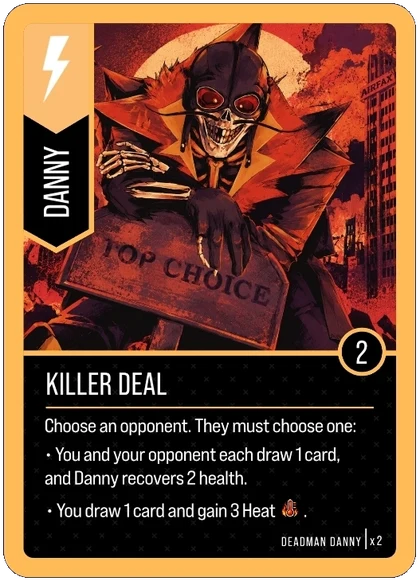 AIRFAX
DANNY
TOP CHOICE
2
KILLER DEAL
Choose an opponent. They must choose one:
• You and your opponent each draw 1 card,
and Danny recovers 2 health.
• You draw 1 card and gain 3 Heat .
DEADMAN DANNY | x2